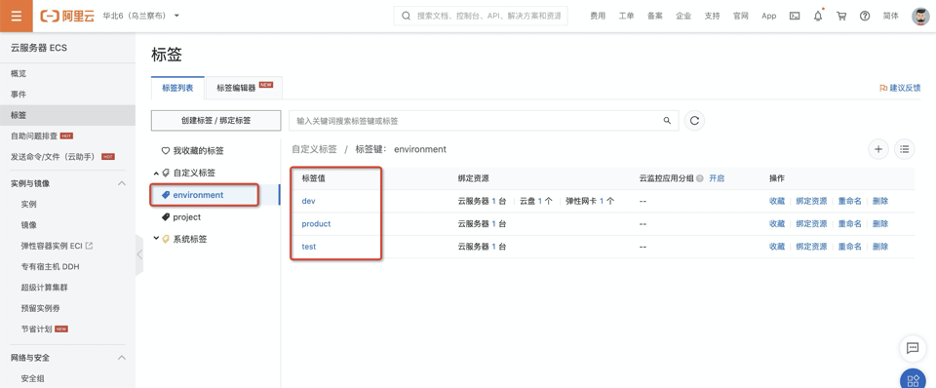 阿里云 华北6（乌兰察布） 搜索文档、控制台、API、解决方案和资源 费用 工单 备案 企业 支持 官网 App 简体
云服务器 ECS
概览
事件
标签
自助问题排查 HOT
发送命令/文件（云助手） HOT
实例与镜像
实例
镜像
弹性容器实例 ECI
专有宿主机 DDH
超级计算集群
预留实例券
节省计划 NEW
网络与安全
安全组
标签
标签列表 标签编辑器 NEW 建议反馈
创建标签 / 绑定标签 输入关键词搜索标签键或标签
我收藏的标签
自定义标签
environment
project
系统标签
自定义标签 / 标签键： environment
标签值 绑定资源 云监控应用分组 开启 操作
dev 云服务器 1 台 云盘 1 个 弹性网卡 1 个 -- 收藏 绑定资源 重命名 删除
product 云服务器 1 台 -- 收藏 绑定资源 重命名 删除
test 云服务器 1 台 -- 收藏 绑定资源 重命名 删除